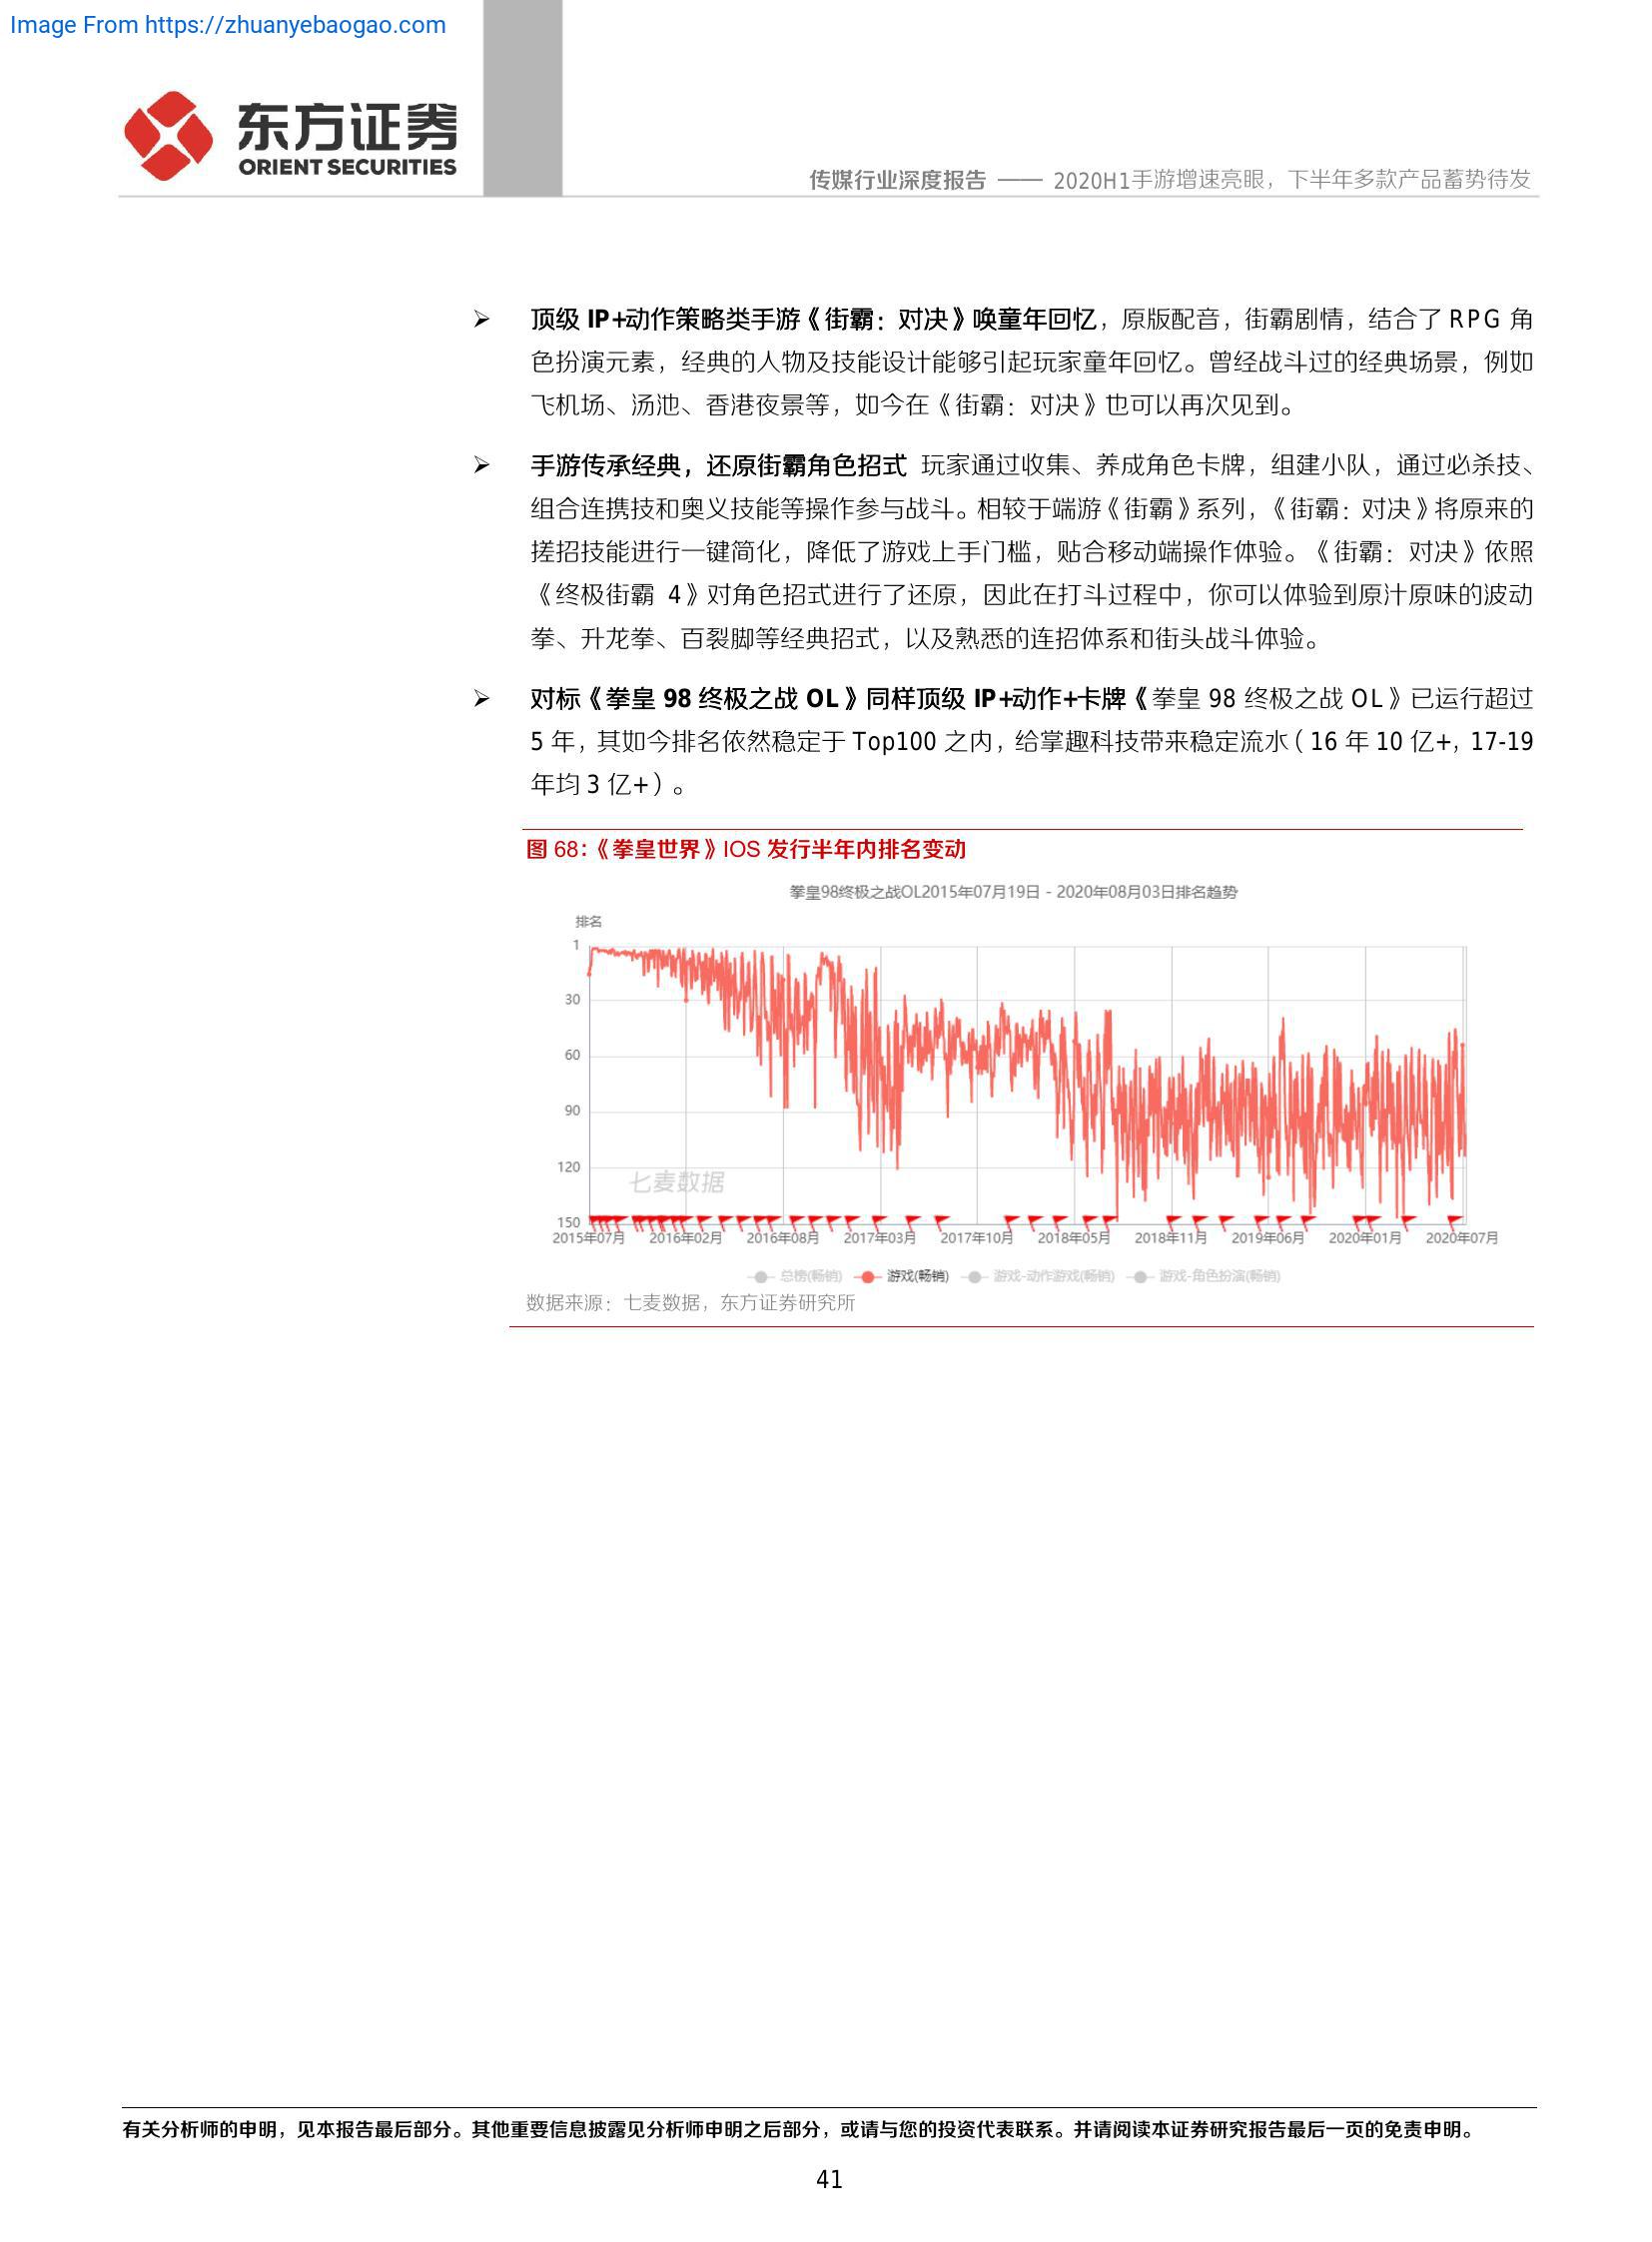 Image From https://zhuanyebaogao.com
东方证券
ORIENT SECURITIES
传媒行业深度报告 —— 2020H1手游增速亮眼，下半年多款产品蓄势待发
➢ 顶级 IP+动作策略类手游《街霸：对决》唤童年回忆，原版配音，街霸剧情，结合了 RPG 角
色扮演元素，经典的人物及技能设计能够引起玩家童年回忆。曾经战斗过的经典场景，例如
飞机场、汤池、香港夜景等，如今在《街霸：对决》也可以再次见到。
➢ 手游传承经典，还原街霸角色招式 玩家通过收集、养成角色卡牌，组建小队，通过必杀技、
组合连携技和奥义技能等操作参与战斗。相较于端游《街霸》系列，《街霸：对决》将原来的
搓招技能进行一键简化，降低了游戏上手门槛，贴合移动端操作体验。《街霸：对决》依照
《终极街霸 4》对角色招式进行了还原，因此在打斗过程中，你可以体验到原汁原味的波动
拳、升龙拳、百裂脚等经典招式，以及熟悉的连招体系和街头战斗体验。
➢ 对标《拳皇 98 终极之战 OL》同样顶级 IP+动作+卡牌《拳皇 98 终极之战 OL》已运行超过
5 年，其如今排名依然稳定于 Top100 之内，给掌趣科技带来稳定流水（16 年 10 亿+，17-19
年均 3 亿+）。
图 68：《拳皇世界》IOS 发行半年内排名变动
拳皇98终极之战OL2015年07月19日 - 2020年08月03日排名趋势
排名
1
30
60
90
120
150
七麦数据
2015年07月 2016年02月 2016年08月 2017年03月 2017年10月 2018年05月 2018年11月 2019年06月 2020年01月 2020年07月
总榜(畅销) 游戏(畅销) 游戏-动作游戏(畅销) 游戏-角色扮演(畅销)
数据来源：七麦数据，东方证券研究所
有关分析师的申明，见本报告最后部分。其他重要信息披露见分析师申明之后部分，或请与您的投资代表联系。并请阅读本证券研究报告最后一页的免责申明。
41